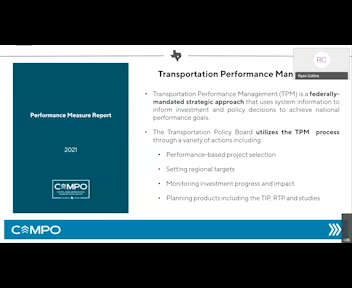 RC
Ryan Collins
Transportation Performance Man
Performance Measure Report
2021
CAMPO
• Transportation Performance Management (TPM) is a federally-
mandated strategic approach that uses system information to
inform investment and policy decisions to achieve national
performance goals.
• The Transportation Policy Board utilizes the TPM process
through a variety of actions including:
• Performance-based project selection
• Setting regional targets
• Monitoring investment progress and impact
• Planning products including the TIP, RTP and studies
CAMPO